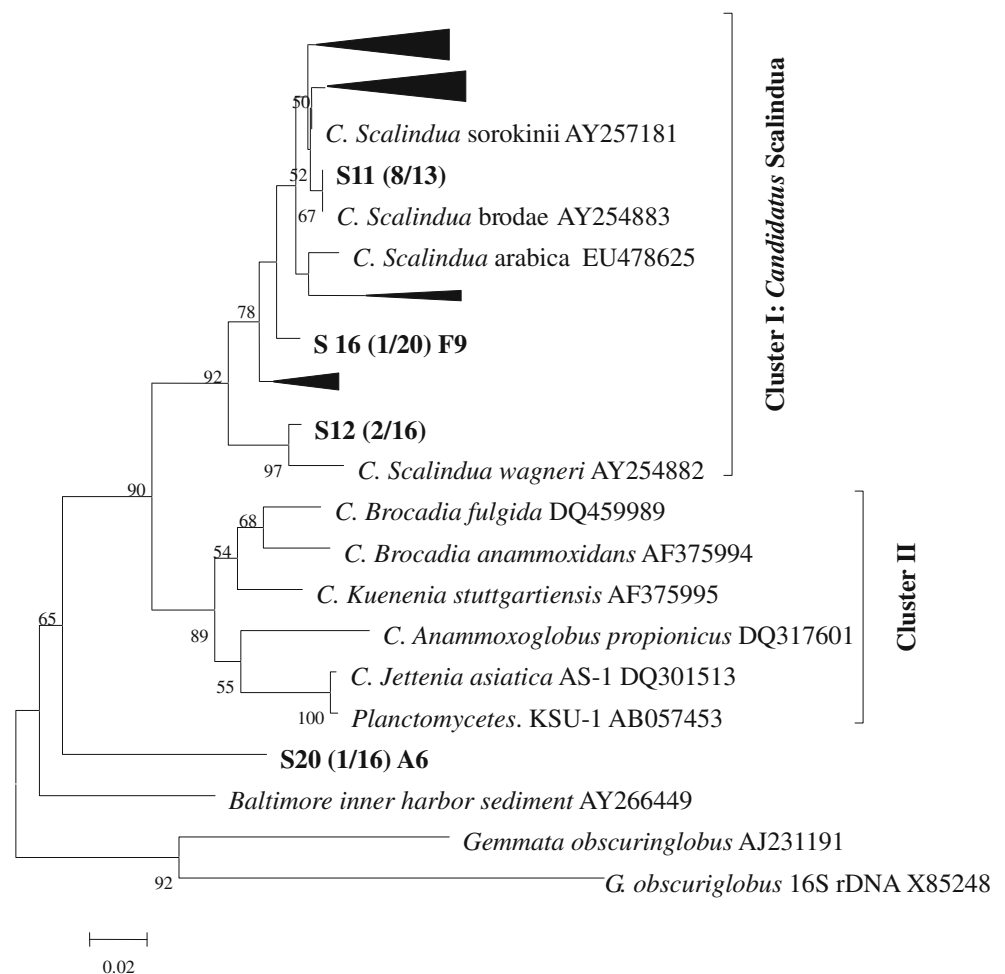 50
C. Scalindua sorokinii AY257181
52
S11 (8/13)
67
C. Scalindua brodae AY254883
C. Scalindua arabica EU478625
78
S 16 (1/20) F9
92
S12 (2/16)
97
C. Scalindua wagneri AY254882
Cluster I: Candidatus Scalindua
90
68
C. Brocadia fulgida DQ459989
54
C. Brocadia anammoxidans AF375994
C. Kuenenia stuttgartiensis AF375995
89
C. Anammoxoglobus propionicus DQ317601
55
C. Jettenia asiatica AS-1 DQ301513
100
Planctomycetes. KSU-1 AB057453
Cluster II
65
S20 (1/16) A6
Baltimore inner harbor sediment AY266449
Gemmata obscuringlobus AJ231191
92
G. obscuriglobus 16S rDNA X85248
0.02